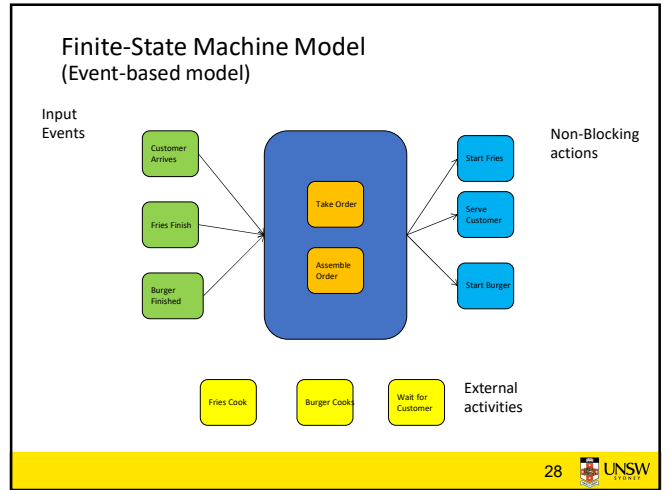 Finite-State Machine Model
(Event-based model)
Input
Events
Customer
Arrives
Fries Finish
Burger
Finished
Take Order
Assemble
Order
Non-Blocking
actions
Start Fries
Serve
Customer
Start Burger
Fries Cook
Burger Cooks
Wait for
Customer
External
activities
28
UNSW
SYDNEY